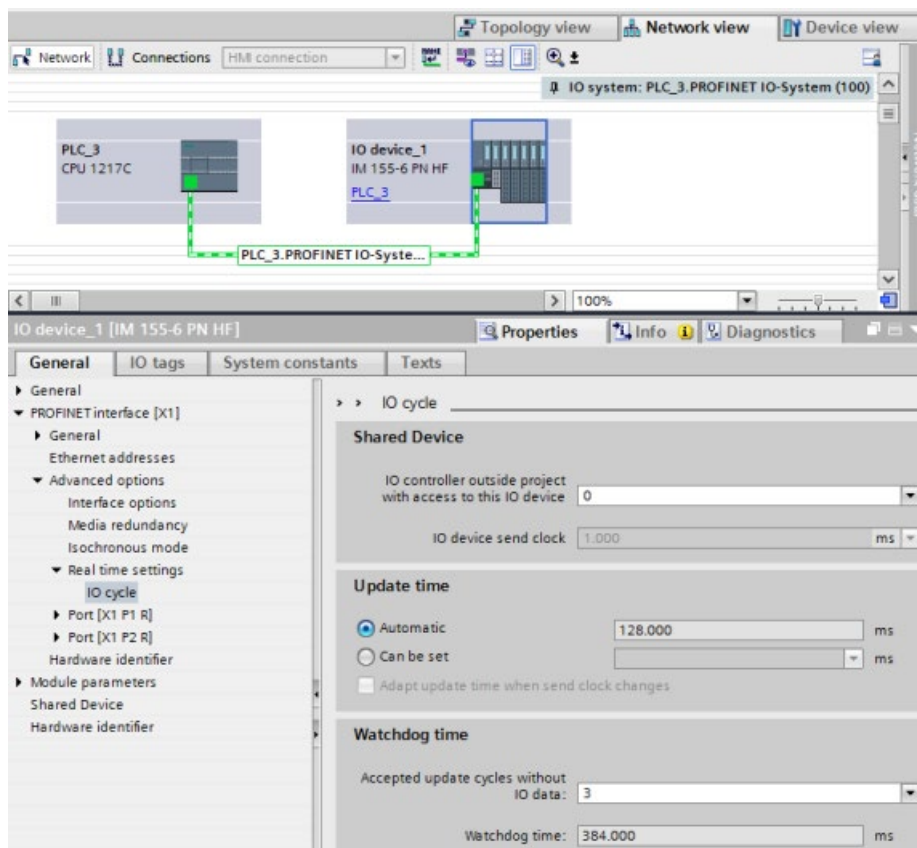 Topology view
Network view
Device view
Network
Connections
HMI connection
IO system: PLC_3.PROFINET IO-System (100)
PLC_3
CPU 1217C
IO device_1
IM 155-6 PN HF
PLC_3
PLC_3.PROFINET IO-Syste...
100%
IO device_1 [IM 155-6 PN HF]
Properties
Info
Diagnostics
General
IO tags
System constants
Texts
General
PROFINET interface [X1]
General
Ethernet addresses
Advanced options
Interface options
Media redundancy
Isochronous mode
Real time settings
IO cycle
Port [X1 P1 R]
Port [X1 P2 R]
Hardware identifier
Module parameters
Shared Device
Hardware identifier
> > IO cycle
Shared Device
IO controller outside project
with access to this IO device 0
IO device send clock 1.000 ms
Update time
Automatic 128.000 ms
Can be set ms
Adapt update time when send clock changes
Watchdog time
Accepted update cycles without
IO data: 3
Watchdog time: 384.000 ms